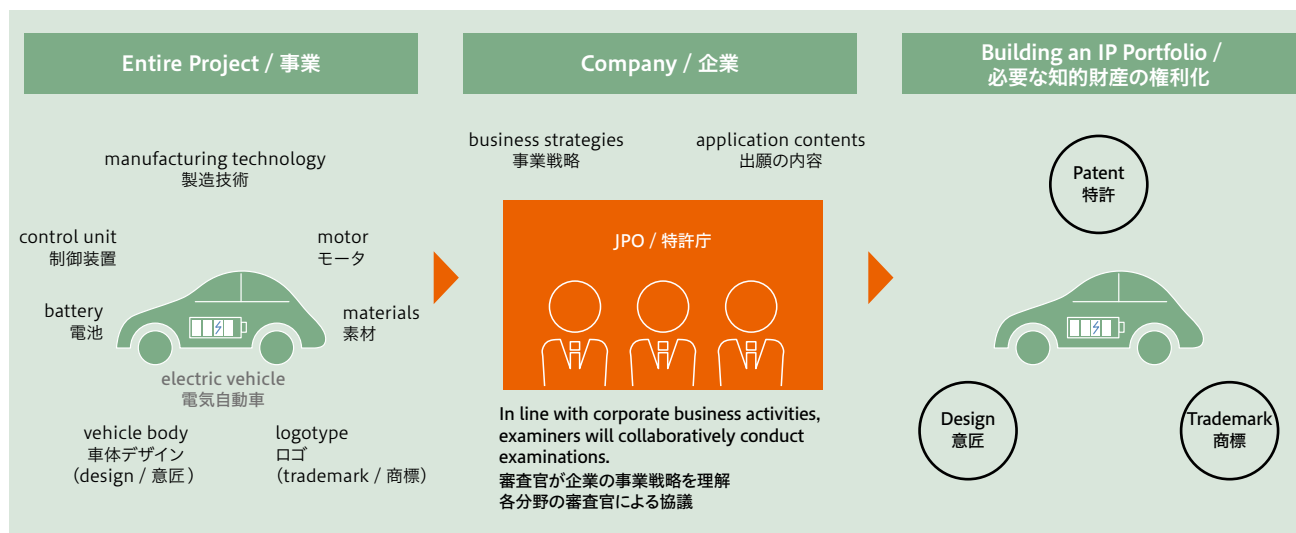 Entire Project / 事業
manufacturing technology
製造技術
control unit
制御装置
motor
モータ
battery
電池
materials
素材
electric vehicle
電気自動車
vehicle body
車体デザイン
（design / 意匠）
logotype
ロゴ
（trademark / 商標）
Company / 企業
business strategies
事業戦略
application contents
出願の内容
JPO / 特許庁
In line with corporate business activities,
examiners will collaboratively conduct
examinations.
審査官が企業の事業戦略を理解
各分野の審査官による協議
Building an IP Portfolio /
必要な知的財産の権利化
Patent
特許
Design
意匠
Trademark
商標